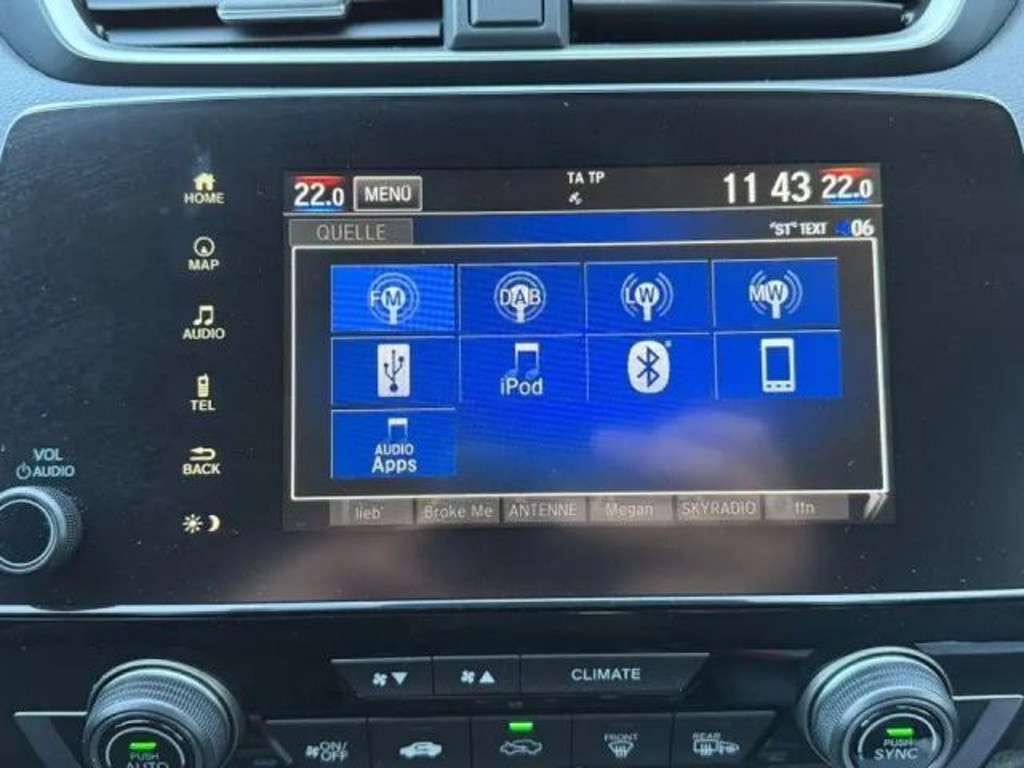 HOME
MAP
AUDIO
TEL
BACK
VOL
AUDIO
22.0 MENÜ TA TP 11 43 22.0
QUELLE "ST" TEXT 06
FM DAB LW MW
iPod
AUDIO
Apps
lieb' Broke Me ANTENNE Megan SKYRADIO ffn
CLIMATE
ON/
OFF
FRONT
REAR
PUSH
AUTO
PUSH
SYNC